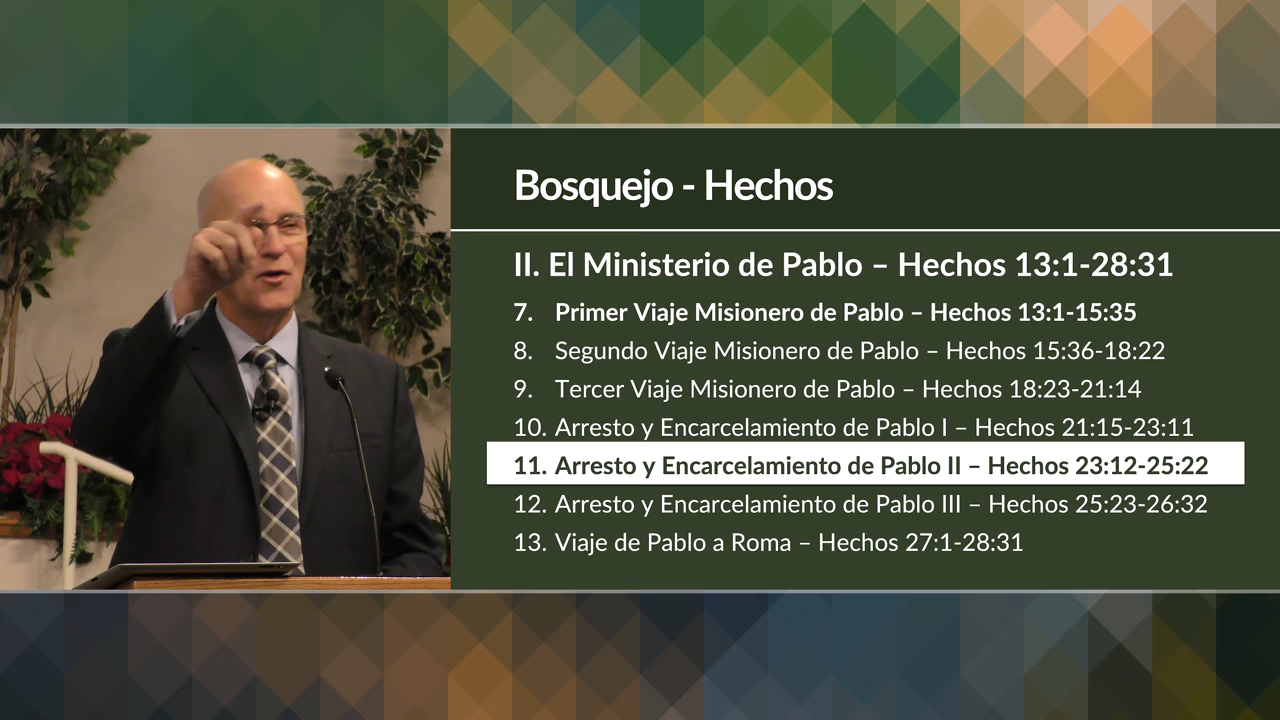 Bosquejo - Hechos
II. El Ministerio de Pablo – Hechos 13:1-28:31
7. Primer Viaje Misionero de Pablo – Hechos 13:1-15:35
8. Segundo Viaje Misionero de Pablo – Hechos 15:36-18:22
9. Tercer Viaje Misionero de Pablo – Hechos 18:23-21:14
10. Arresto y Encarcelamiento de Pablo I – Hechos 21:15-23:11
11. Arresto y Encarcelamiento de Pablo II – Hechos 23:12-25:22
12. Arresto y Encarcelamiento de Pablo III – Hechos 25:23-26:32
13. Viaje de Pablo a Roma – Hechos 27:1-28:31